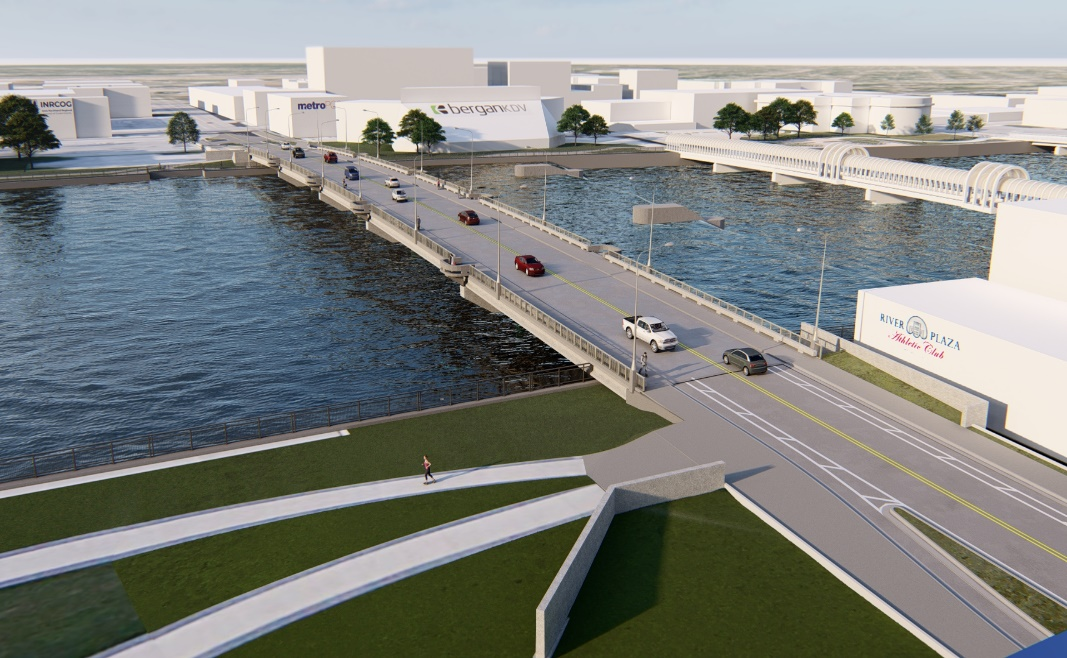 INRCOG
metro
berganKDV
RIVER PLAZA
Athletic Club